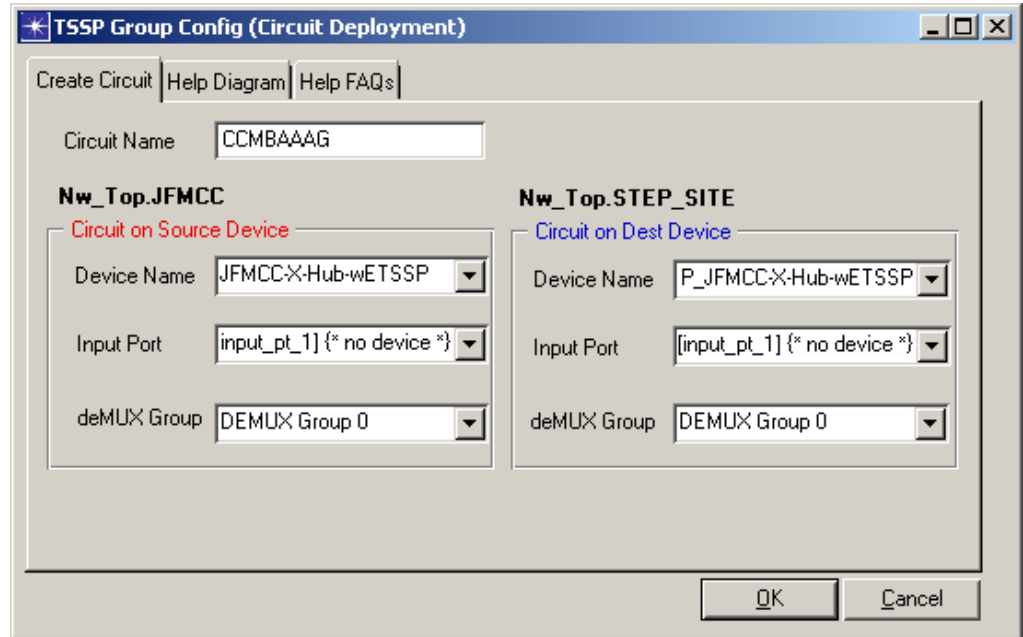 TSSP Group Config (Circuit Deployment)
Create Circuit Help Diagram Help FAQs
Circuit Name CCMBAAAG
Nw_Top.JFMCC
Circuit on Source Device
Device Name JFMCC-X-Hub-wETSSP
Input Port input_pt_1] {* no device *}
deMUX Group DEMUX Group 0
Nw_Top.STEP_SITE
Circuit on Dest Device
Device Name P_JFMCC-X-Hub-wETSSP
Input Port [input_pt_1] {* no device *}
deMUX Group DEMUX Group 0
OK Cancel